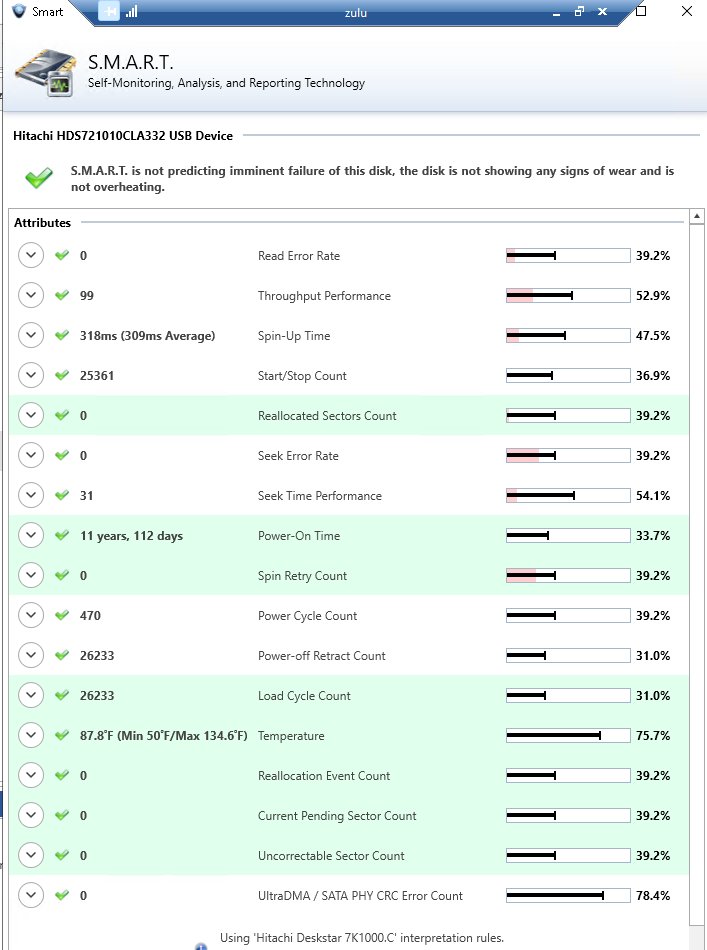 Smart
zulu
S.M.A.R.T.
Self-Monitoring, Analysis, and Reporting Technology
Hitachi HDS721010CLA332 USB Device
S.M.A.R.T. is not predicting imminent failure of this disk, the disk is not showing any signs of wear and is
not overheating.
Attributes
0 Read Error Rate 39.2%
99 Throughput Performance 52.9%
318ms (309ms Average) Spin-Up Time 47.5%
25361 Start/Stop Count 36.9%
0 Reallocated Sectors Count 39.2%
0 Seek Error Rate 39.2%
31 Seek Time Performance 54.1%
11 years, 112 days Power-On Time 33.7%
0 Spin Retry Count 39.2%
470 Power Cycle Count 39.2%
26233 Power-off Retract Count 31.0%
26233 Load Cycle Count 31.0%
87.8°F (Min 50°F/Max 134.6°F) Temperature 75.7%
0 Reallocation Event Count 39.2%
0 Current Pending Sector Count 39.2%
0 Uncorrectable Sector Count 39.2%
0 UltraDMA / SATA PHY CRC Error Count 78.4%
Using 'Hitachi Deskstar 7K1000.C' interpretation rules.